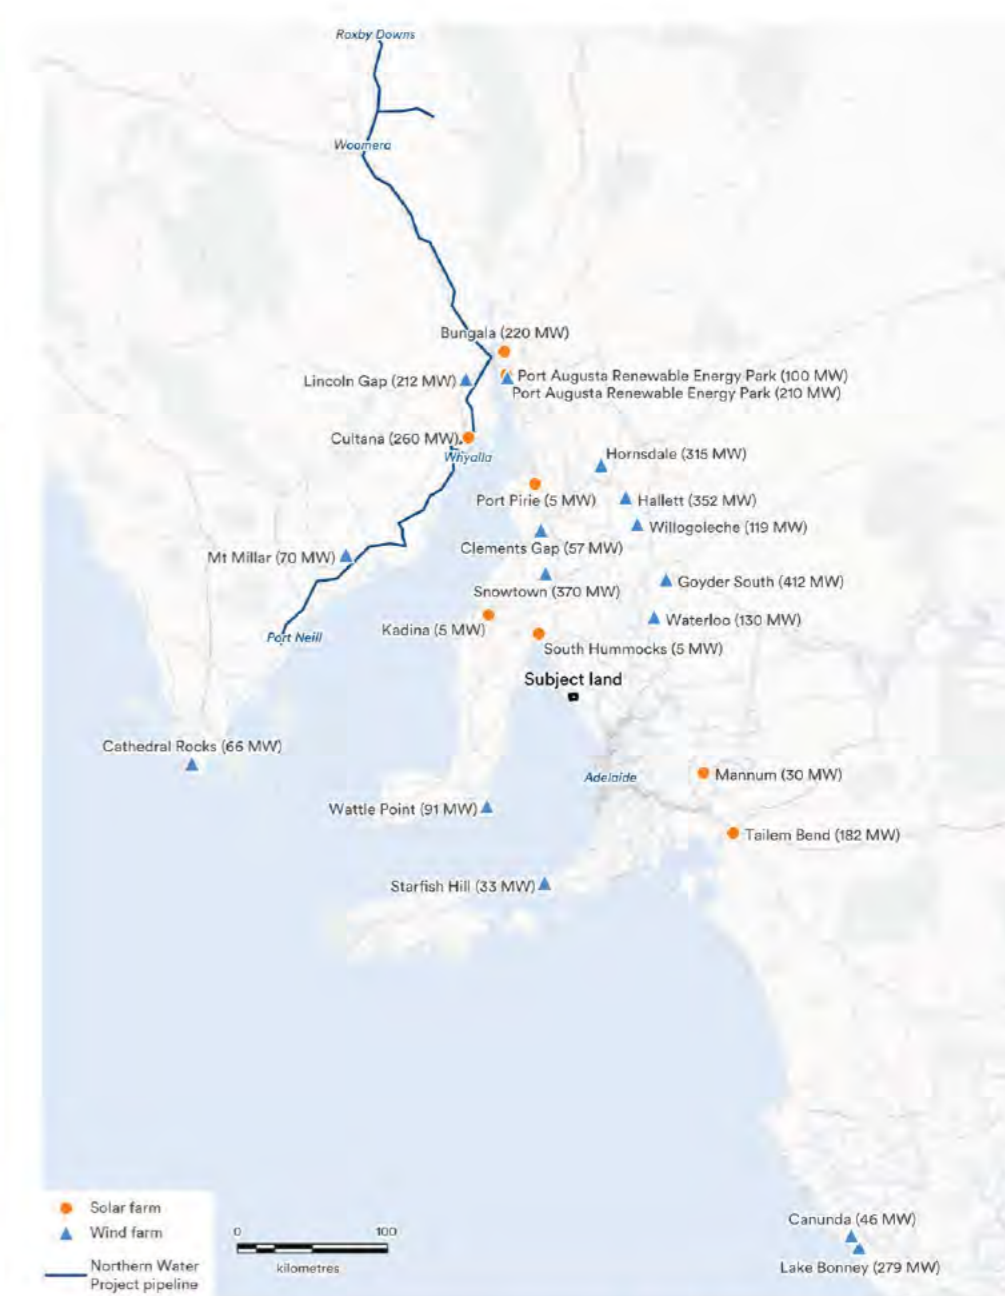 Roxby Downs
Woomera
Bungala (220 MW)
Lincoln Gap (212 MW)
Port Augusta Renewable Energy Park (100 MW)
Port Augusta Renewable Energy Park (210 MW)
Cultana (260 MW)
Whyalla
Hornsdale (315 MW)
Port Pirie (5 MW)
Hallett (352 MW)
Willogoleche (119 MW)
Clements Gap (57 MW)
Mt Millar (70 MW)
Snowtown (370 MW)
Goyder South (412 MW)
Kadina (5 MW)
Waterloo (130 MW)
Port Neill
South Hummocks (5 MW)
Subject land
Cathedral Rocks (66 MW)
Adelaide
Mannum (30 MW)
Wattle Point (91 MW)
Tailem Bend (182 MW)
Starfish Hill (33 MW)
Solar farm
Wind farm
Northern Water
Project pipeline
0 100
kilometres
Canunda (46 MW)
Lake Bonney (279 MW)